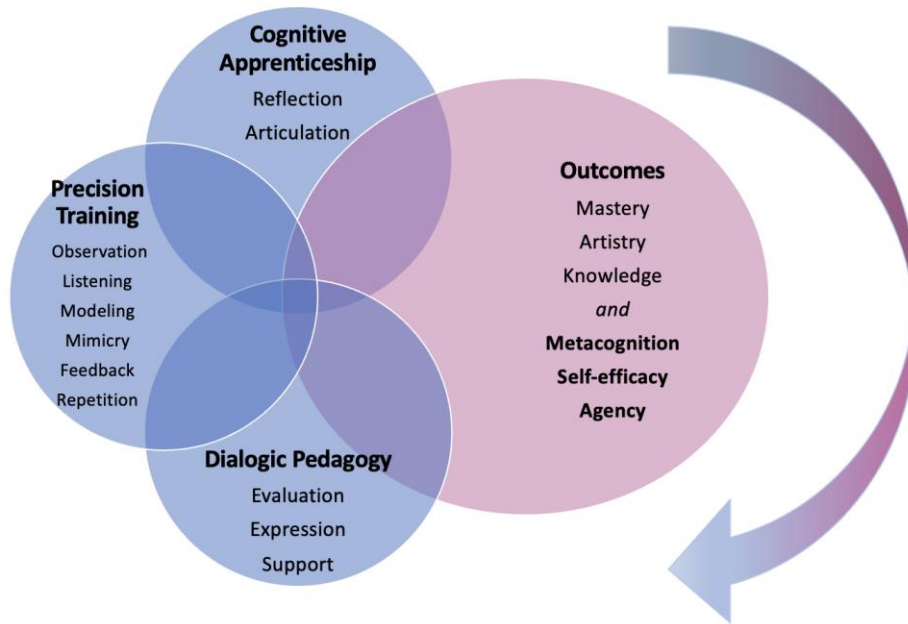 Cognitive
Apprenticeship
Reflection
Articulation
Precision
Training
Observation
Listening
Modeling
Mimicry
Feedback
Repetition
Dialogic Pedagogy
Evaluation
Expression
Support
Outcomes
Mastery
Artistry
Knowledge
and
Metacognition
Self-efficacy
Agency